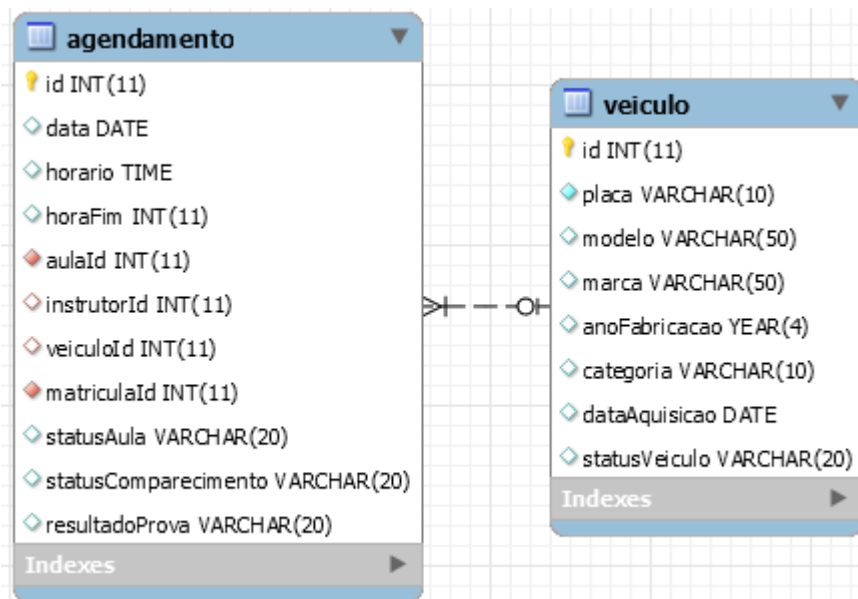 agendamento
id INT(11)
data DATE
horario TIME
horaFim INT(11)
aulaId INT(11)
instrutorId INT(11)
veiculoId INT(11)
matriculaId INT(11)
statusAula VARCHAR(20)
statusComparecimento VARCHAR(20)
resultadoProva VARCHAR(20)
Indexes
veiculo
id INT(11)
placa VARCHAR(10)
modelo VARCHAR(50)
marca VARCHAR(50)
anoFabricacao YEAR(4)
categoria VARCHAR(10)
dataAquisicao DATE
statusVeiculo VARCHAR(20)
Indexes